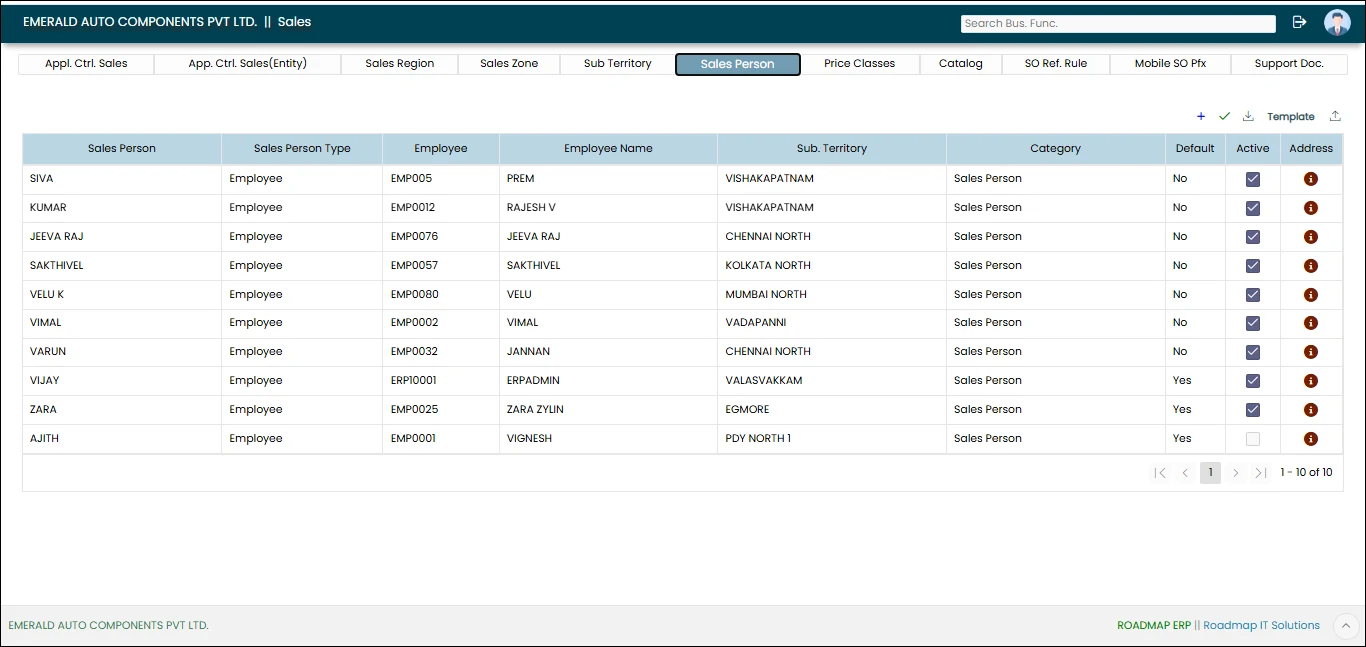 EMERALD AUTO COMPONENTS PVT LTD. || Sales
Search Bus. Func.
Appl. Ctrl. Sales App. Ctrl. Sales(Entity) Sales Region Sales Zone Sub Territory Sales Person Price Classes Catalog SO Ref. Rule Mobile SO Pfx Support Doc.
Template
Sales Person Sales Person Type Employee Employee Name Sub. Territory Category Default Active Address
SIVA Employee EMP005 PREM VISHAKAPATNAM Sales Person No
KUMAR Employee EMP0012 RAJESH V VISHAKAPATNAM Sales Person No
JEEVA RAJ Employee EMP0076 JEEVA RAJ CHENNAI NORTH Sales Person No
SAKTHIVEL Employee EMP0057 SAKTHIVEL KOLKATA NORTH Sales Person No
VELU K Employee EMP0080 VELU MUMBAI NORTH Sales Person No
VIMAL Employee EMP0002 VIMAL VADAPANNI Sales Person No
VARUN Employee EMP0032 JANNAN CHENNAI NORTH Sales Person No
VIJAY Employee ERP10001 ERPADMIN VALASVAKKAM Sales Person Yes
ZARA Employee EMP0025 ZARA ZYLIN EGMORE Sales Person Yes
AJITH Employee EMP0001 VIGNESH PDY NORTH 1 Sales Person Yes
1 1 - 10 of 10
EMERALD AUTO COMPONENTS PVT LTD. ROADMAP ERP || Roadmap IT Solutions